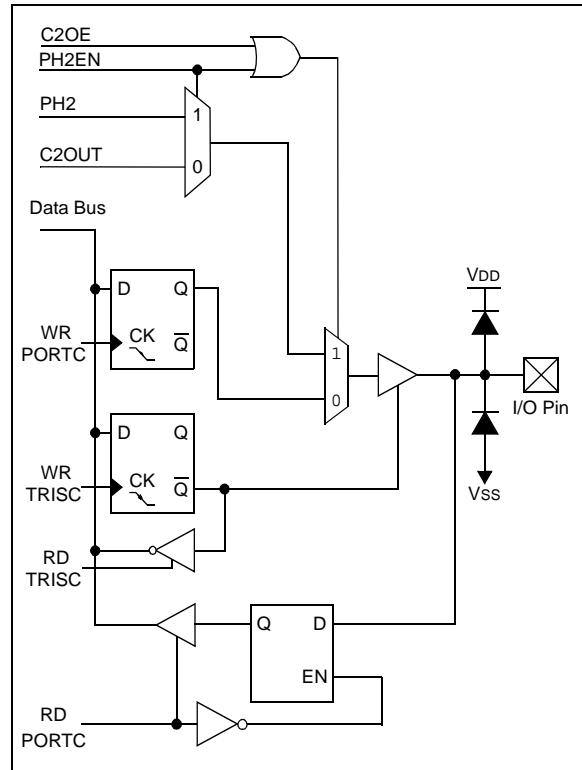 C2OE
PH2EN
PH2
1
C2OUT
0
Data Bus
VDD
D Q
CK
Q
WR
PORTC
1
0
I/O Pin
D Q
CK
Q
WR
TRISC
VSS
RD
TRISC
Q D
EN
RD
PORTC